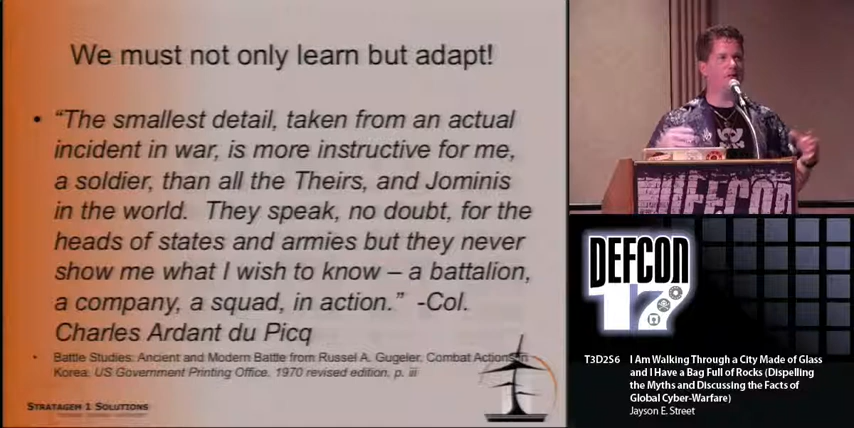 We must not only learn but adapt!
• “The smallest detail, taken from an actual
incident in war, is more instructive for me,
a soldier, than all the Theirs, and Jominis
in the world. They speak, no doubt, for the
heads of states and armies but they never
show me what I wish to know – a battalion,
a company, a squad, in action.” -Col.
Charles Ardant du Picq
• Battle Studies: Ancient and Modern Battle from Russel A. Gugeler, Combat Actions in
Korea, US Government Printing Office, 1970 revised edition, p. iii
STRATAGEM 1 SOLUTIONS
DEFCON
DEFCON
17
T3D2S6 I Am Walking Through a City Made of Glass
and I Have a Bag Full of Rocks (Dispelling
the Myths and Discussing the Facts of
Global Cyber-Warfare)
Jayson E. Street